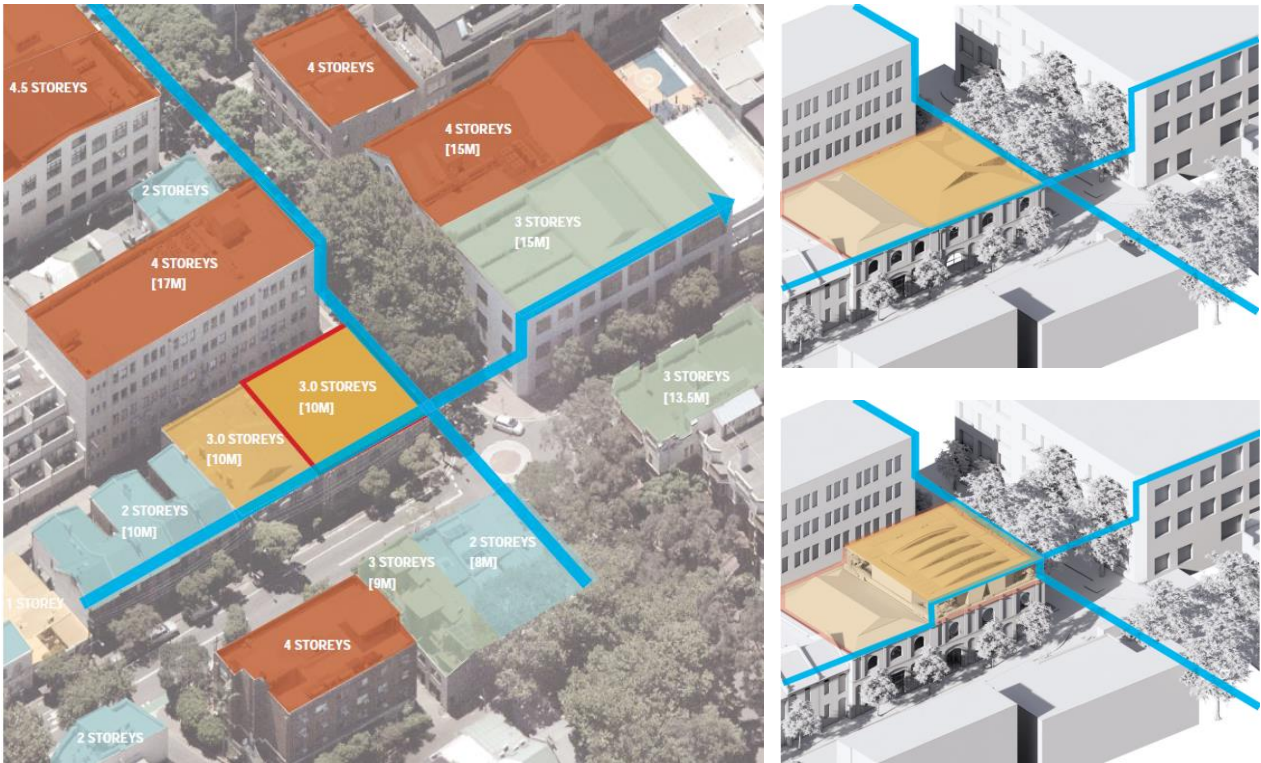 4.5 STOREYS
4 STOREYS
4 STOREYS
[15M]
2 STOREYS
3 STOREYS
[15M]
4 STOREYS
[17M]
3.0 STOREYS
[10M]
3 STOREYS
[13.5M]
3.0 STOREYS
[10M]
2 STOREYS
[10M]
2 STOREYS
[8M]
3 STOREYS
[9M]
1 STOREY
4 STOREYS
2 STOREYS